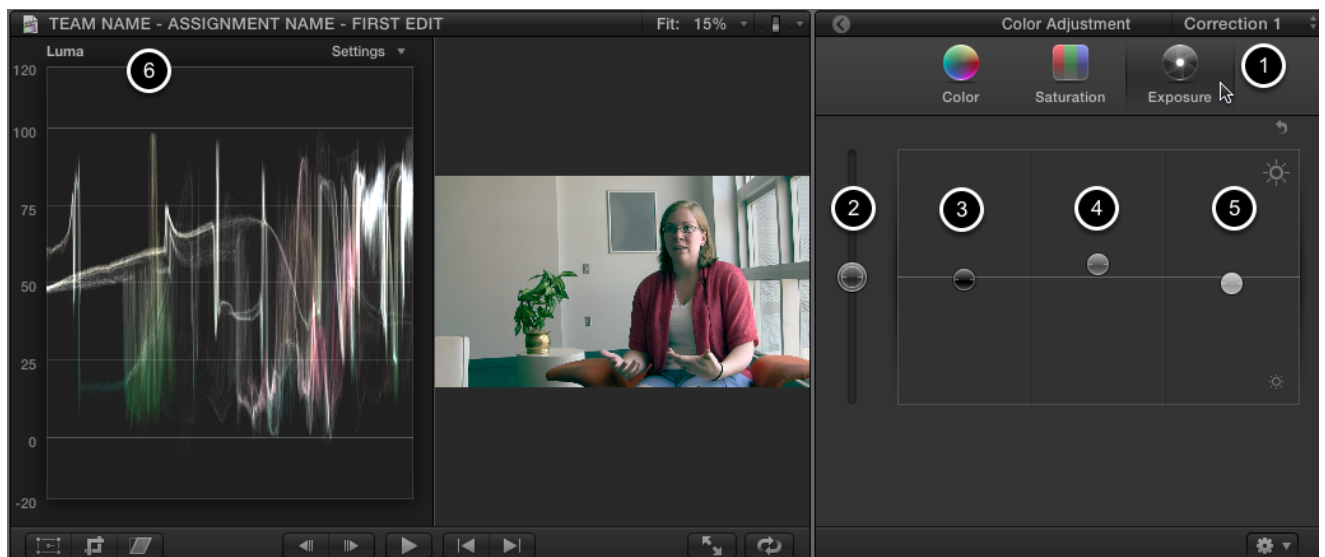 TEAM NAME - ASSIGNMENT NAME - FIRST EDIT
Fit: 15%
Color Adjustment
Correction 1
Luma
6
Settings
120
100
75
50
25
0
-20
Color
Saturation
Exposure
1
2
3
4
5